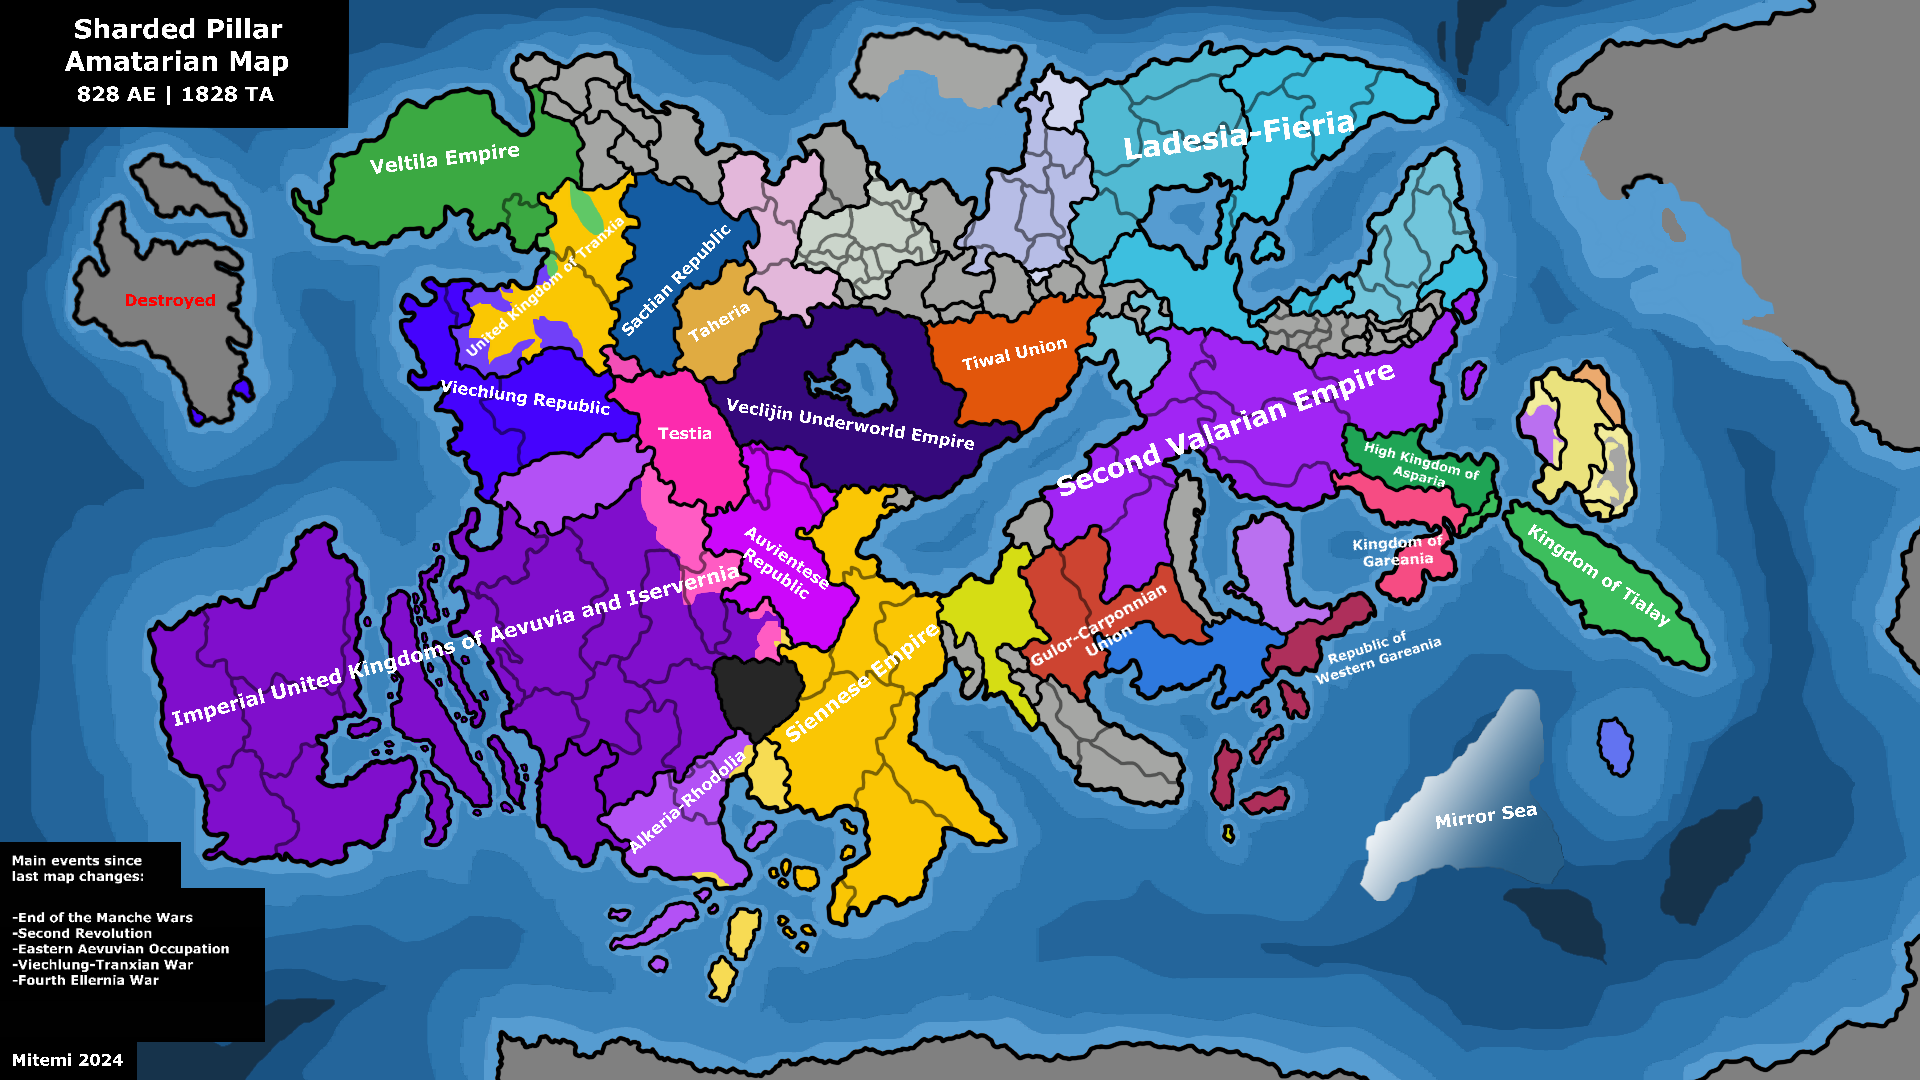 Sharded Pillar
Amatarian Map
828 AE | 1828 TA
Veltila Empire
Ladesia-Fieria
Destroyed
United Kingdom of Tranxia
Sactian Republic
Taheria
Tiwal Union
Viechlung Republic
Testia
Veclijin Underworld Empire
Second Valarian Empire
High Kingdom of
Asparia
Kingdom of
Gareania
Kingdom of Tialay
Auvientese
Republic
Imperial United Kingdoms of Aevuvia and Iservernia
Siennese Empire
Gulor-Carponnian
Union
Republic of
Western Gareania
Alkeria-Rhodolia
Mirror Sea
Main events since
last map changes:
-End of the Manche Wars
-Second Revolution
-Eastern Aevuvian Occupation
-Viechlung-Tranxian War
-Fourth Ellernia War
Mitemi 2024